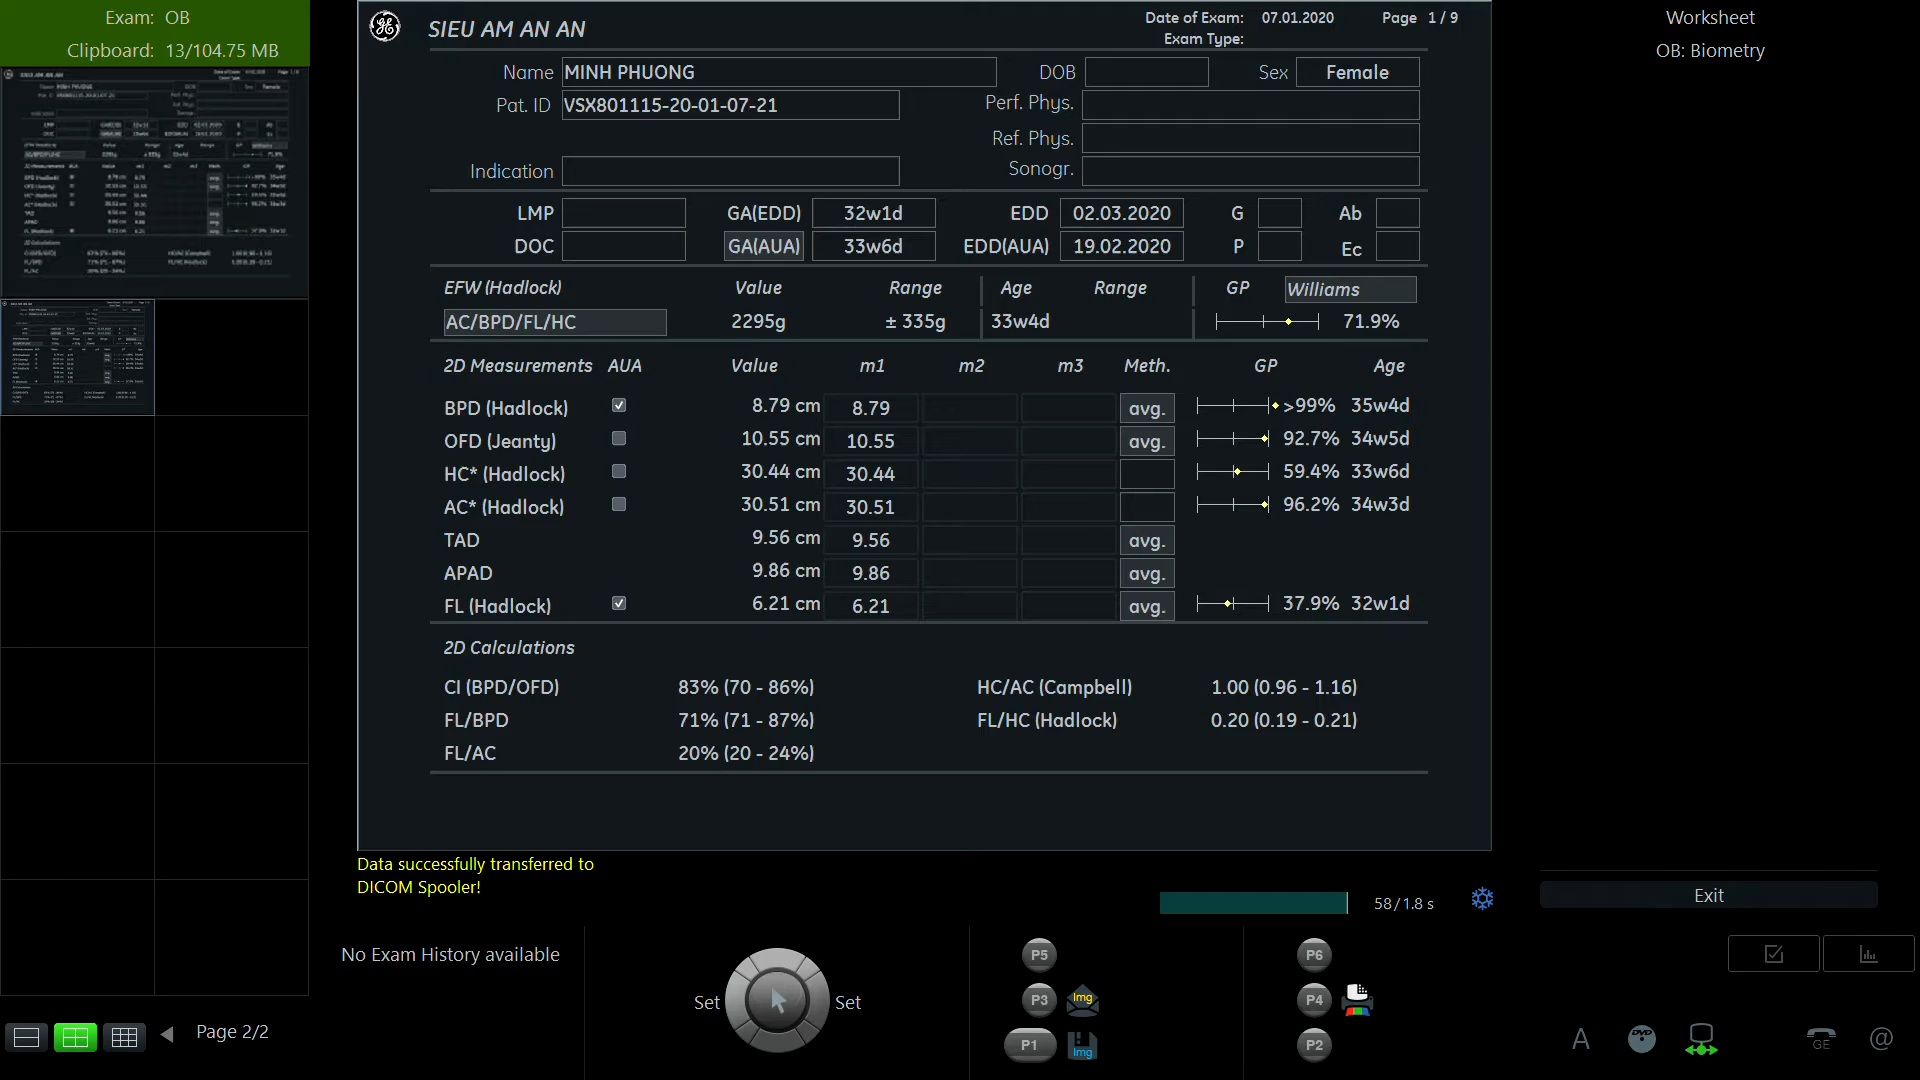 Exam: OB
Clipboard: 13/104.75 MB
SIEU AM AN AN
Date of Exam: 07.01.2020 Page 1 / 9
Exam Type:
Name MINH PHUONG DOB Sex Female
Pat. ID VSX801115-20-01-07-21 Perf. Phys.
Ref. Phys.
Indication Sonogr.
LMP GA(EDD) 32w1d EDD 02.03.2020 G Ab
DOC GA(AUA) 33w6d EDD(AUA) 19.02.2020 P Ec
EFW (Hadlock) Value Range Age Range GP Williams
AC/BPD/FL/HC 2295g ± 335g 33w4d 71.9%
2D Measurements AUA Value m1 m2 m3 Meth. GP Age
BPD (Hadlock) 8.79 cm 8.79 avg. >99% 35w4d
OFD (Jeanty) 10.55 cm 10.55 avg. 92.7% 34w5d
HC* (Hadlock) 30.44 cm 30.44 59.4% 33w6d
AC* (Hadlock) 30.51 cm 30.51 96.2% 34w3d
TAD 9.56 cm 9.56 avg.
APAD 9.86 cm 9.86 avg.
FL (Hadlock) 6.21 cm 6.21 avg. 37.9% 32w1d
2D Calculations
CI (BPD/OFD) 83% (70 - 86%) HC/AC (Campbell) 1.00 (0.96 - 1.16)
FL/BPD 71% (71 - 87%) FL/HC (Hadlock) 0.20 (0.19 - 0.21)
FL/AC 20% (20 - 24%)
Data successfully transferred to
DICOM Spooler!
58/1.8 s
Worksheet
OB: Biometry
Exit
No Exam History available
Set Set
P5
P3 Img
P1 Img
P6
P4
P2
Page 2/2
A DVD GE @